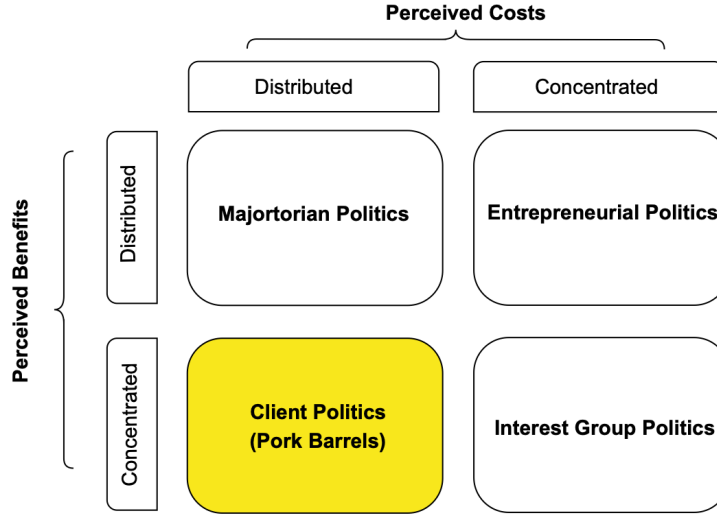 Perceived Costs
Distributed
Concentrated
Perceived Benefits
Distributed
Majortorian Politics
Entrepreneurial Politics
Concentrated
Client Politics
(Pork Barrels)
Interest Group Politics